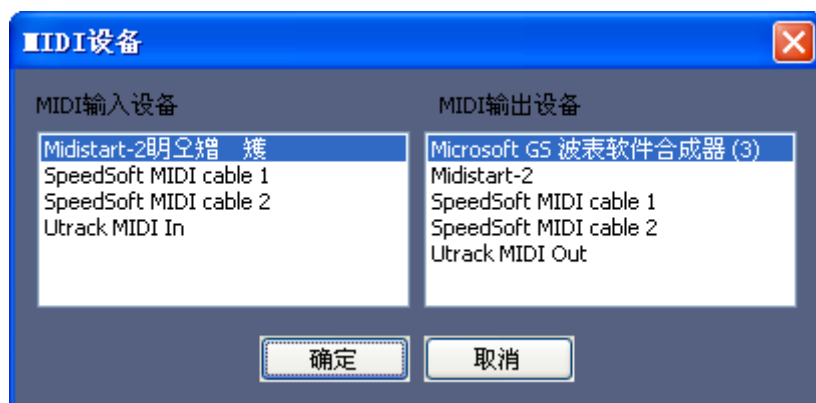 MIDI设备
MIDI输入设备
MIDI输出设备
Midistart-2明
SpeedSoft MIDI cable 1
SpeedSoft MIDI cable 2
Utrack MIDI In
Microsoft GS 波表软件合成器 (3)
Midistart-2
SpeedSoft MIDI cable 1
SpeedSoft MIDI cable 2
Utrack MIDI Out
确定
取消